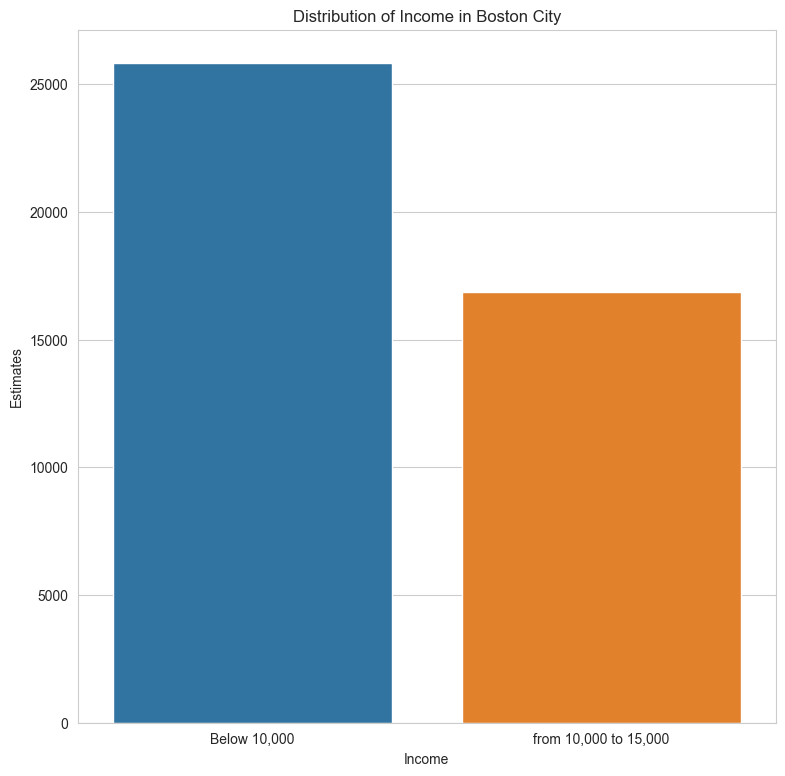 Distribution of Income in Boston City
25000
20000
15000
10000
5000
0
Estimates
Below 10,000
from 10,000 to 15,000
Income